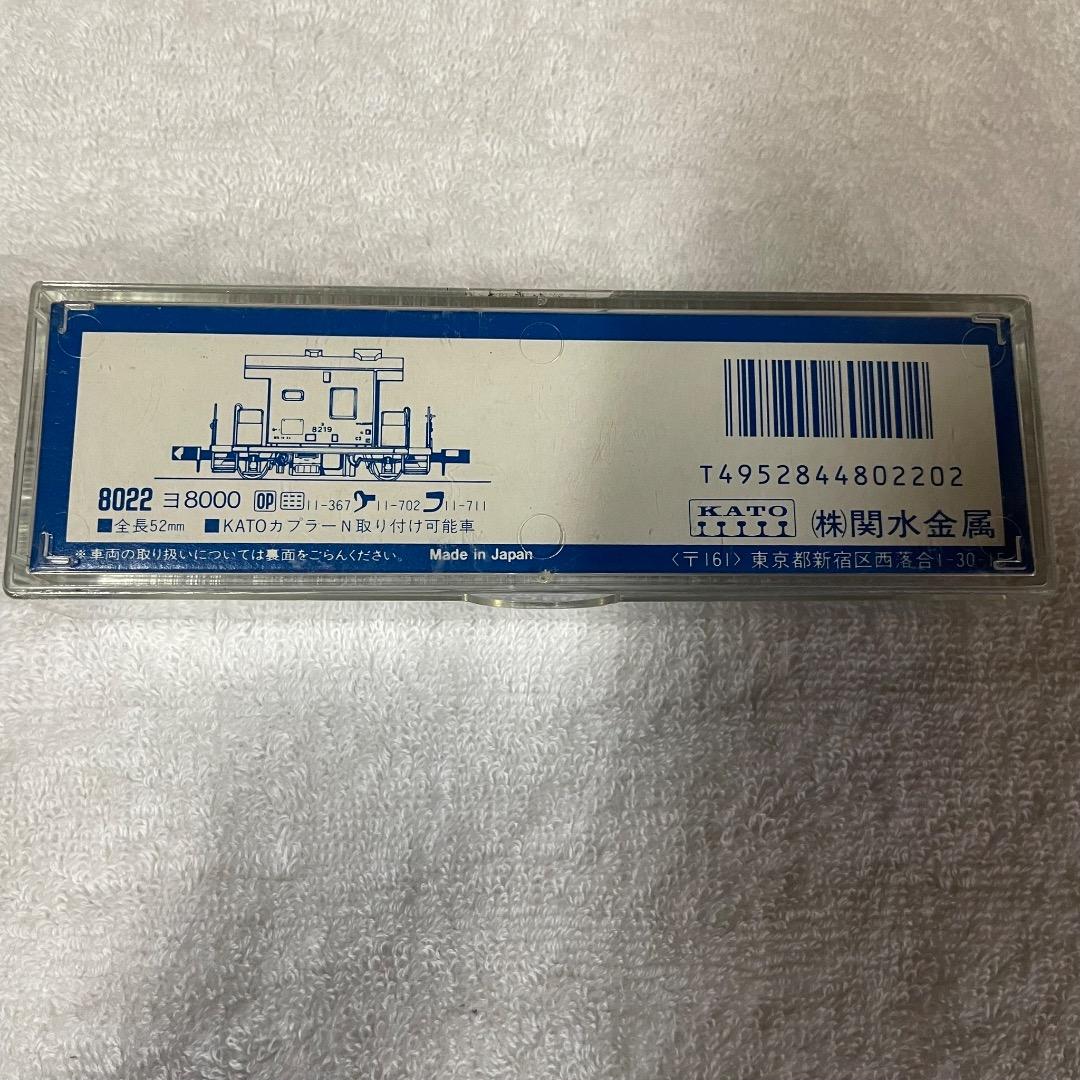 8219
8022 ヨ8000 OP 11-367 11-702 11-711
■全長52mm ■KATOカプラーN取り付け可能車
※車両の取り扱いについては裏面をごらんください。 Made in Japan
T4952844802202
KATO (株)関水金属
〈〒161〉東京都新宿区西落合1-30-